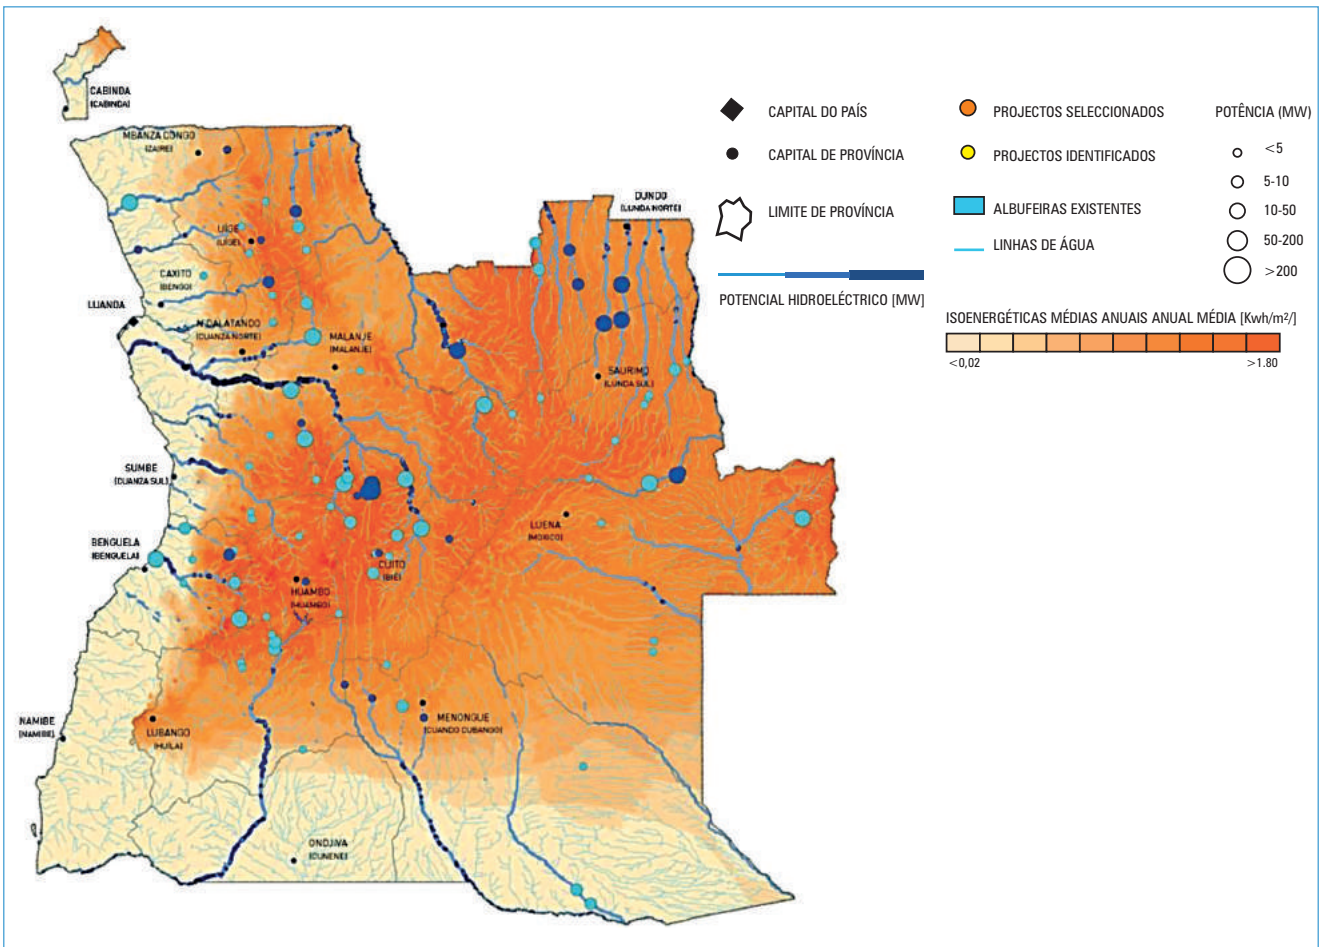 CABINDA
(CABINDA)
MBANZA CONGO
(ZAIRE)
UÍGE
(UÍGE)
CAXITO
(BENGO)
LUANDA
N'DALATANDO
(CUANZA NORTE)
MALANJE
(MALANJE)
DUNDO
(LUNDA NORTE)
SAURIMO
(LUNDA SUL)
SUMBE
(CUANZA SUL)
BENGUELA
(BENGUELA)
HUAMBO
(HUAMBO)
CUITO
(BIÉ)
LUENA
(MOXICO)
NAMIBE
(NAMIBE)
LUBANGO
(HUÍLA)
MENONGUE
(CUANDO CUBANGO)
ONDJIVA
(CUNENE)
CAPITAL DO PAÍS
CAPITAL DE PROVÍNCIA
LIMITE DE PROVÍNCIA
POTENCIAL HIDROELÉCTRICO [MW]
PROJECTOS SELECCIONADOS
PROJECTOS IDENTIFICADOS
ALBUFEIRAS EXISTENTES
LINHAS DE ÁGUA
POTÊNCIA (MW)
<5
5-10
10-50
50-200
>200
ISOENERGÉTICAS MÉDIAS ANUAIS ANUAL MÉDIA [Kwh/m²/]
<0,02
>1.80